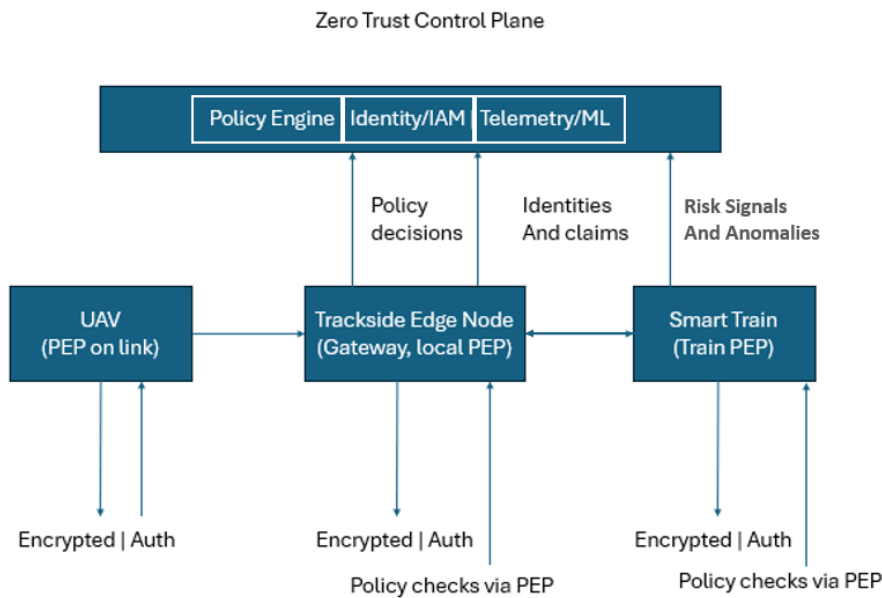 Zero Trust Control Plane
Policy Engine
Identity/IAM
Telemetry/ML
Policy
decisions
Identities
And claims
Risk Signals
And Anomalies
UAV
(PEP on link)
Trackside Edge Node
(Gateway, local PEP)
Smart Train
(Train PEP)
Encrypted | Auth
Encrypted | Auth
Policy checks via PEP
Encrypted | Auth
Policy checks via PEP